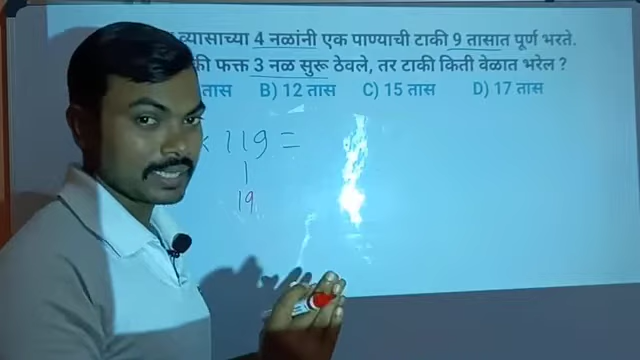 व्यासाच्या 4 नळांनी एक पाण्याची टाकी 9 तासात पूर्ण भरते.
फक्त 3 नळ सुरू ठेवले, तर टाकी किती वेळात भरेल ?
तास B) 12 तास C) 15 तास D) 17 तास
× 119 =
1
19